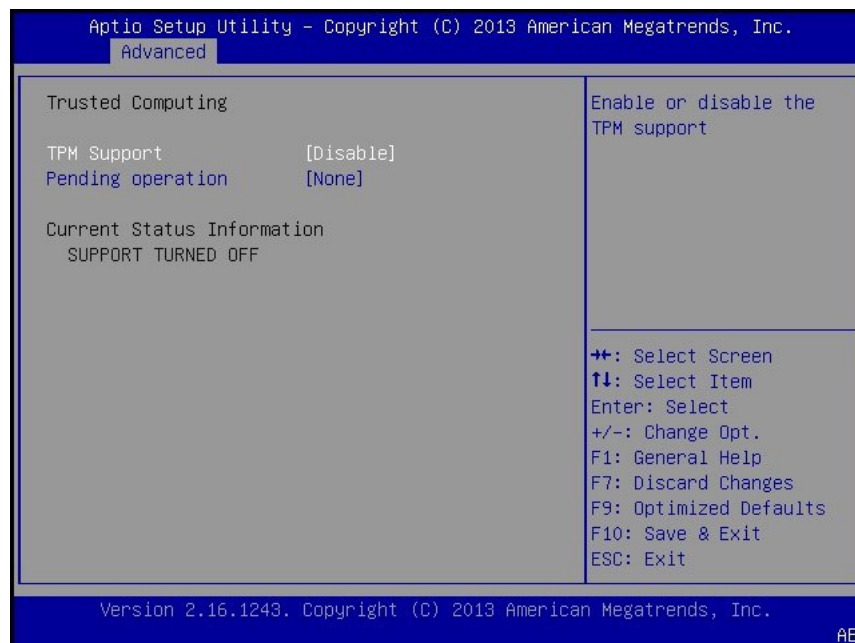 Aptio Setup Utility – Copyright (C) 2013 American Megatrends, Inc.
Advanced
Trusted Computing
TPM Support [Disable]
Pending operation [None]
Current Status Information
SUPPORT TURNED OFF
Enable or disable the
TPM support
→←: Select Screen
↑↓: Select Item
Enter: Select
+/-: Change Opt.
F1: General Help
F7: Discard Changes
F9: Optimized Defaults
F10: Save & Exit
ESC: Exit
Version 2.16.1243. Copyright (C) 2013 American Megatrends, Inc.
AB